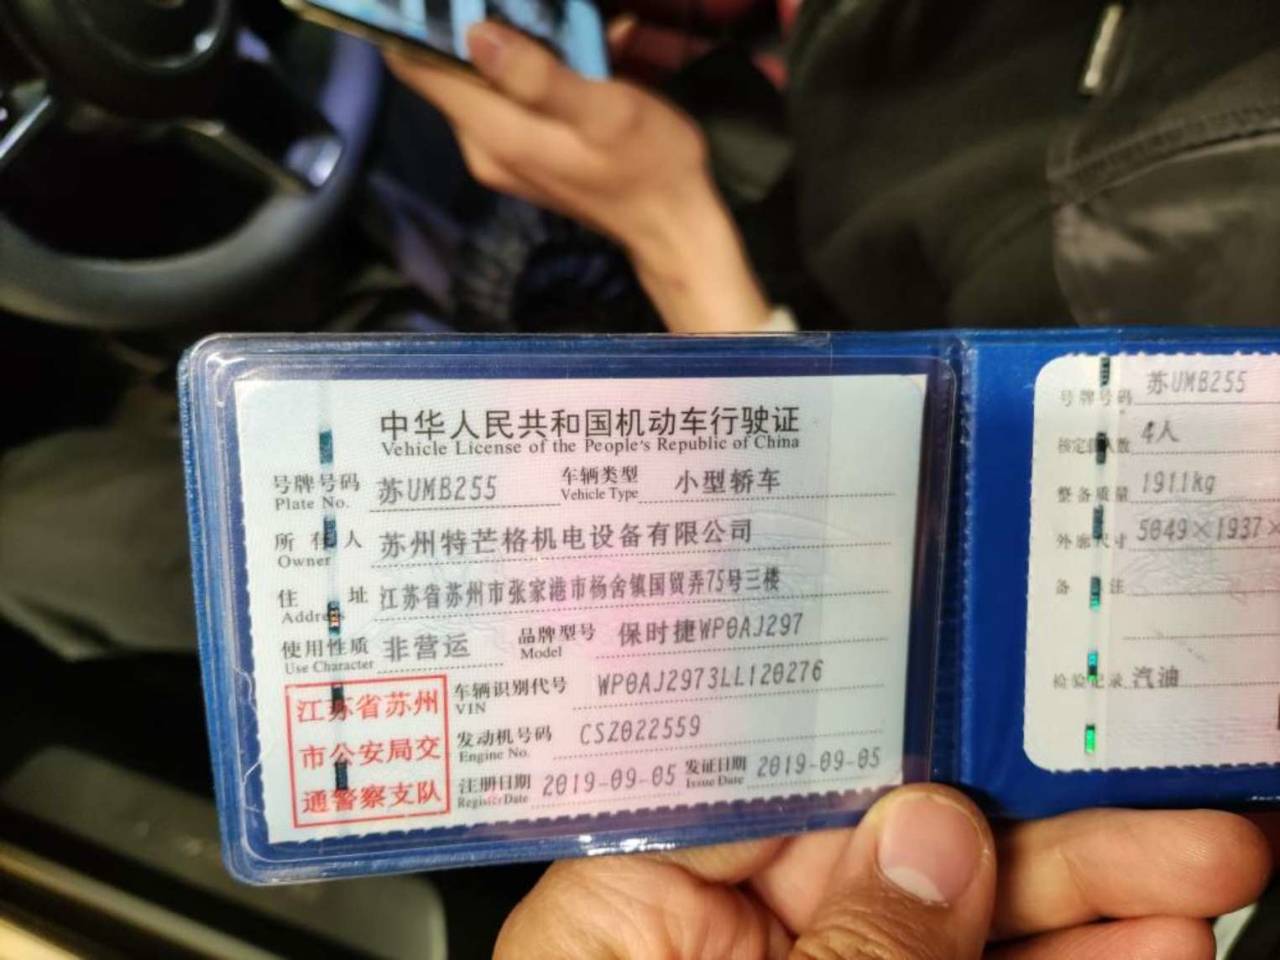 中华人民共和国机动车行驶证
Vehicle License of the People's Republic of China
号牌号码 苏UMB255 车辆类型 小型轿车
Plate No. Vehicle Type
所有人 苏州特芒格机电设备有限公司
Owner
住址 江苏省苏州市张家港市杨舍镇国贸弄75号三楼
Address
使用性质 非营运 品牌型号 保时捷WP0AJ297
Use Character Model
江苏省苏州
市公安局交
通警察支队
车辆识别代号 WP0AJ2973LL120276
VIN
发动机号码 CSZ022559
Engine No.
注册日期 2019-09-05 发证日期 2019-09-05
Register Date Issue Date
号牌号码 苏UMB255
核定载人数 4人
整备质量 1911kg
外廓尺寸 5049×1937×
备注
检验记录 汽油